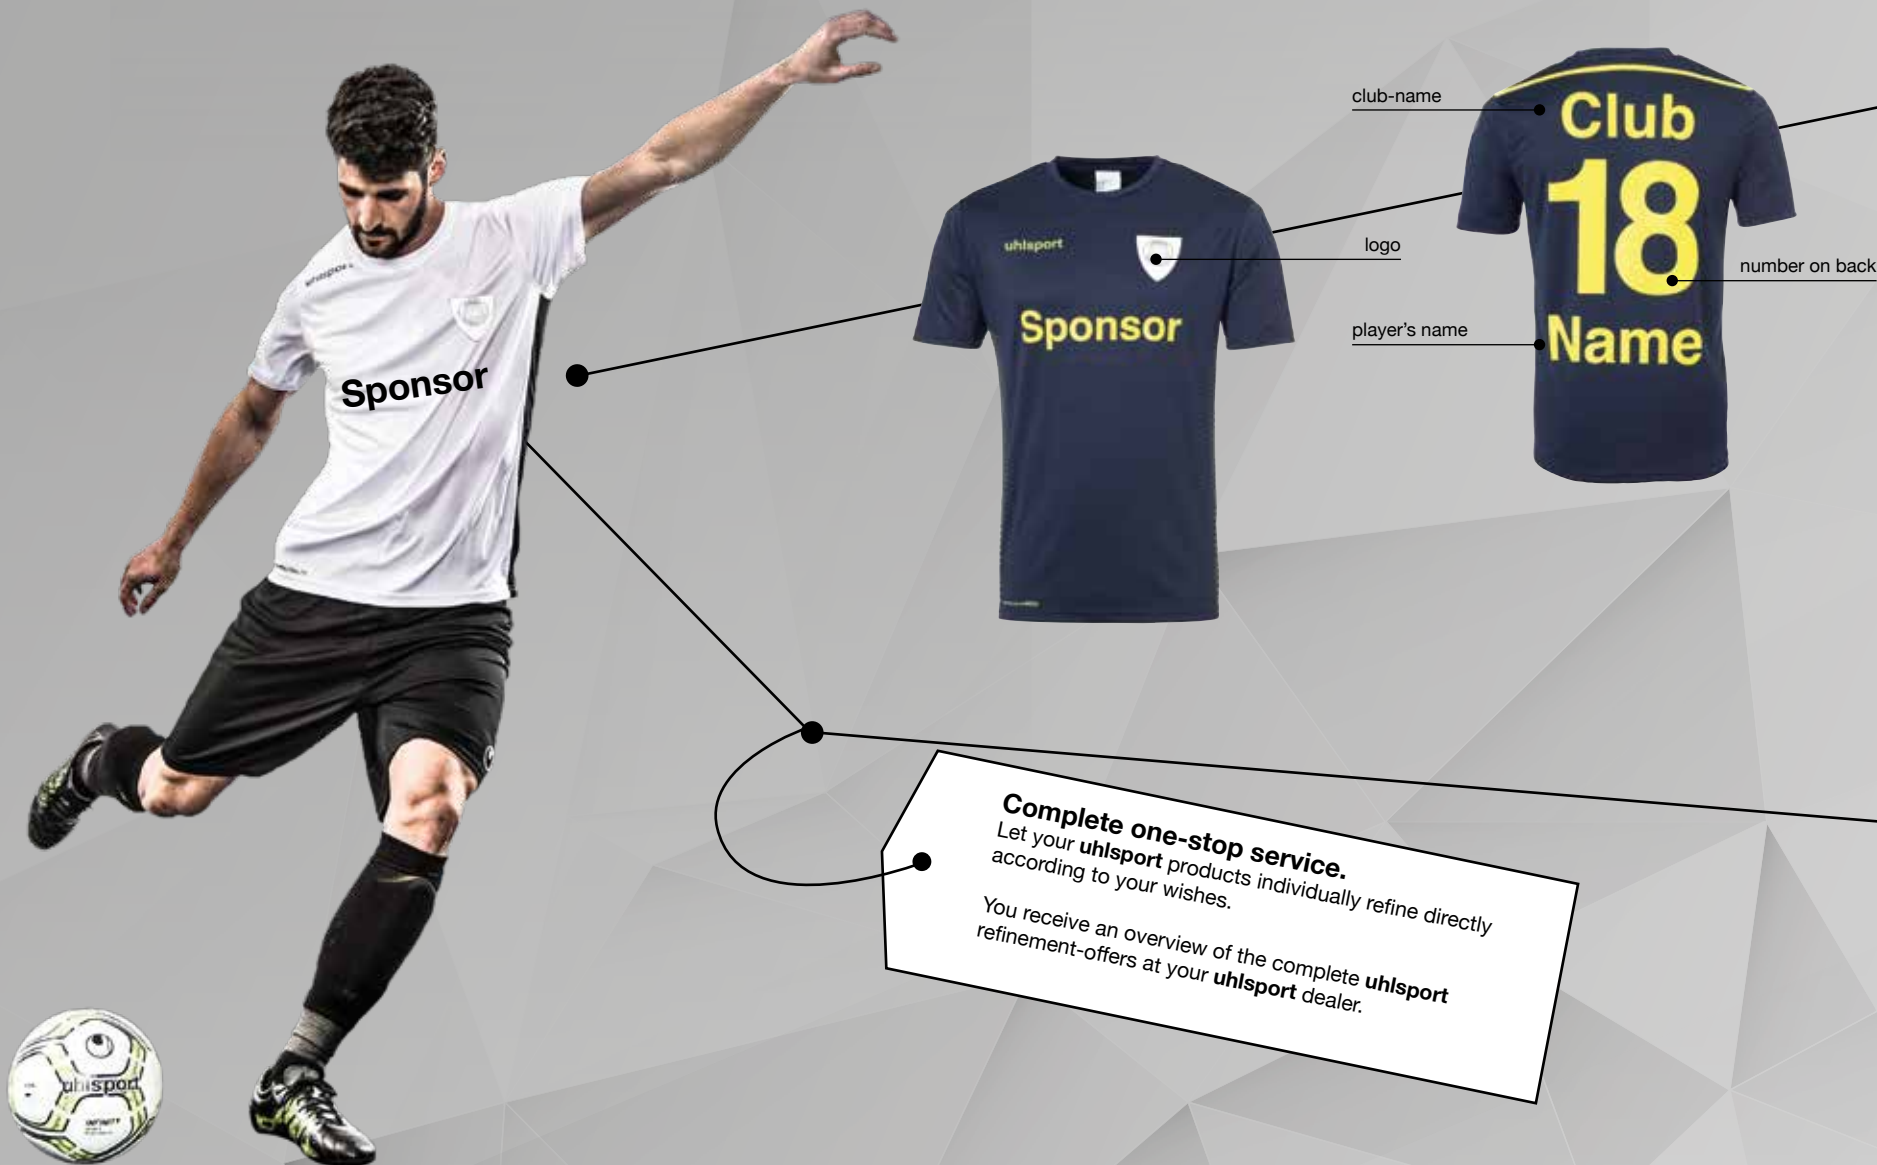 uhlsport
Sponsor
uhlsport
INFINITY
uhlsport
Sponsor
logo
club-name
Club
18
number on back
player's name
Name
Complete one-stop service.
Let your uhlsport products individually refine directly
according to your wishes.
You receive an overview of the complete uhlsport
refinement-offers at your uhlsport dealer.